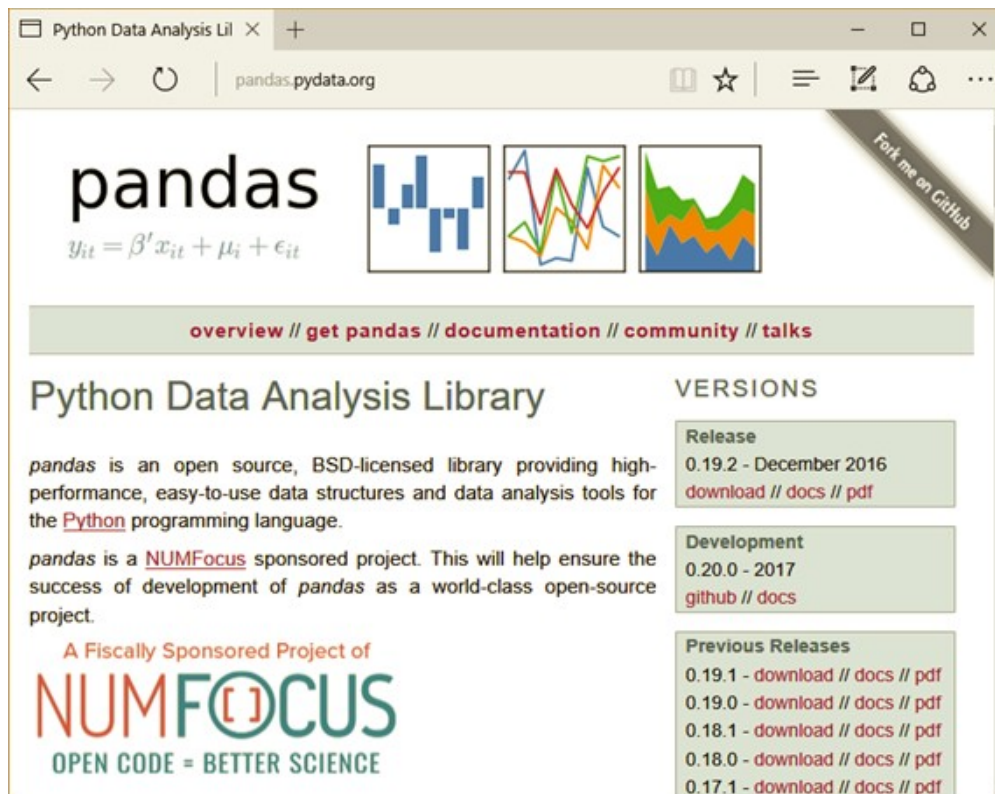 Python Data Analysis Lil
pandas.pydata.org
Fork me on GitHub
pandas
y_{it} = β′x_{it} + μ_i + ϵ_{it}
overview // get pandas // documentation // community // talks
Python Data Analysis Library
pandas is an open source, BSD-licensed library providing high-
performance, easy-to-use data structures and data analysis tools for
the Python programming language.
pandas is a NUMFocus sponsored project. This will help ensure the
success of development of pandas as a world-class open-source
project.
A Fiscally Sponsored Project of
NUMFOCUS
OPEN CODE = BETTER SCIENCE
VERSIONS
Release
0.19.2 - December 2016
download // docs // pdf
Development
0.20.0 - 2017
github // docs
Previous Releases
0.19.1 - download // docs // pdf
0.19.0 - download // docs // pdf
0.18.1 - download // docs // pdf
0.18.0 - download // docs // pdf
0.17.1 - download // docs // pdf